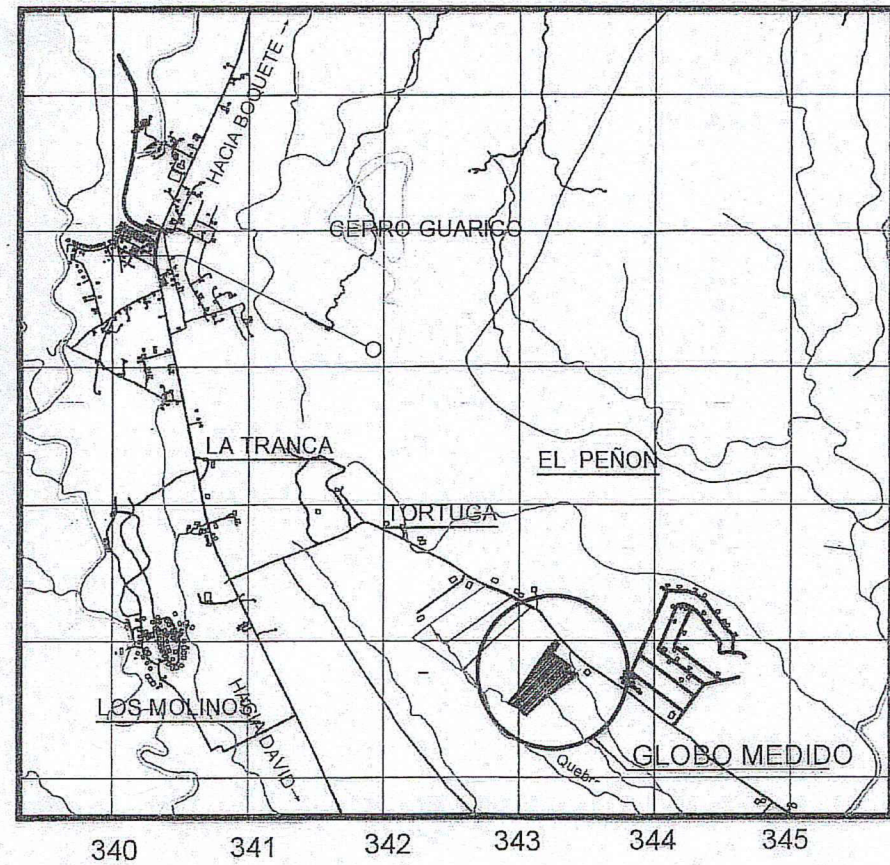 HACIA BOQUETE →
CERRO GUARICO
LA TRANCA
EL PEÑON
TORTUGA
LOS MOLINOS
HACIA DAVID →
GLOBO MEDIDO
Quebr-
340 341 342 343 344 345